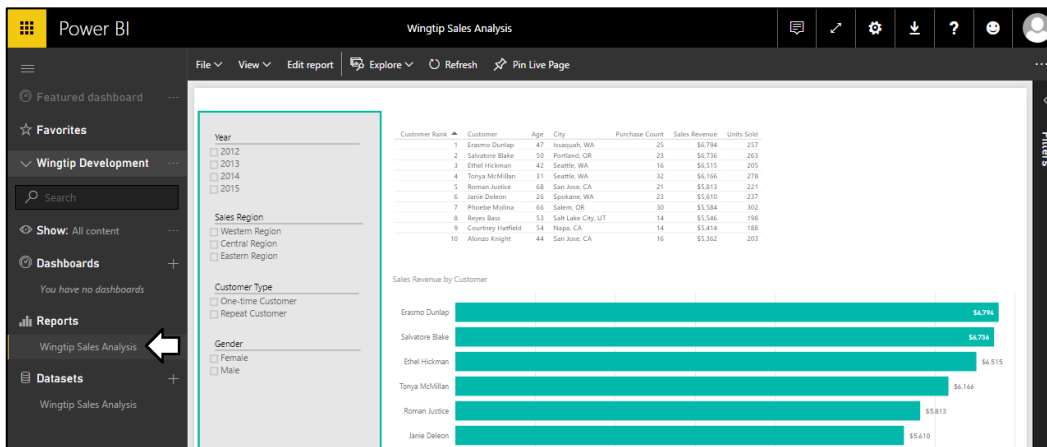 Power BI
Wingtip Sales Analysis
?
File View Edit report Explore Refresh Pin Live Page
Featured dashboard
Favorites
Wingtip Development
Search
Show: All content
Dashboards
You have no dashboards
Reports
Wingtip Sales Analysis
Datasets
Wingtip Sales Analysis
Year
2012
2013
2014
2015
Sales Region
Western Region
Central Region
Eastern Region
Customer Type
One-time Customer
Repeat Customer
Gender
Female
Male
Customer Rank Customer Age City Purchase Count Sales Revenue Units Sold
1 Erasmo Dunlap 47 Issaquah, WA 25 $6,794 257
2 Salvatore Blake 50 Portland, OR 23 $6,736 263
3 Ethel Hickman 42 Seattle, WA 16 $6,515 205
4 Tonya McMillan 31 Seattle, WA 32 $6,166 278
5 Roman Justice 68 San Jose, CA 21 $5,813 221
6 Janie Deleon 26 Spokane, WA 23 $5,610 237
7 Phoebe Molina 66 Salem, OR 30 $5,584 302
8 Reyes Bass 53 Salt Lake City, UT 14 $5,546 198
9 Courtney Hatfield 54 Napa, CA 14 $5,414 188
10 Alonzo Knight 44 San Jose, CA 16 $5,362 203
Sales Revenue by Customer
Erasmo Dunlap $6,794
Salvatore Blake $6,736
Ethel Hickman $6,515
Tonya McMillan $6,166
Roman Justice $5,813
Janie Deleon $5,610
Filters